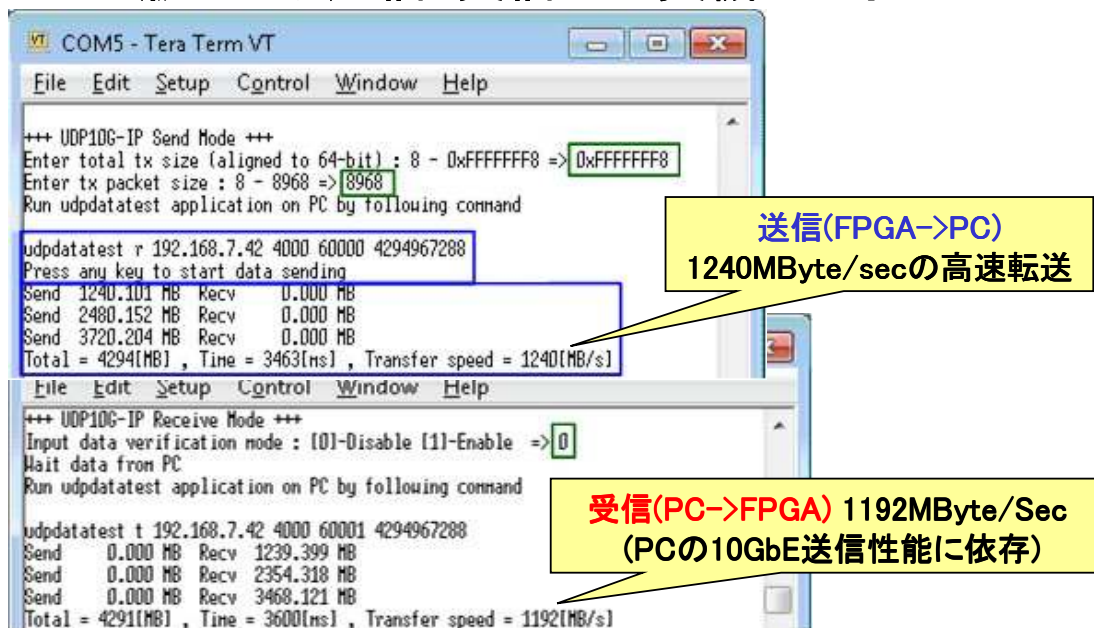 COM5 - Tera Term VT
File Edit Setup Control Window Help
+++ UDP10G-IP Send Mode +++
Enter total tx size (aligned to 64-bit) : 8 - 0xFFFFFFF8 => 0xFFFFFFF8
Enter tx packet size : 8 - 8968 => 8968
Run udpdatatest application on PC by following command
udpdatatest r 192.168.7.42 4000 60000 4294967288
Press any key to start data sending
Send 1240.101 MB Recv 0.000 MB
Send 2480.152 MB Recv 0.000 MB
Send 3720.204 MB Recv 0.000 MB
Total = 4294[MB] , Time = 3463[ms] , Transfer speed = 1240[MB/s]
送信(FPGA->PC)
1240MByte/secの高速転送
File Edit Setup Control Window Help
+++ UDP10G-IP Receive Mode +++
Input data verification mode : [0]-Disable [1]-Enable => 0
Wait data from PC
Run udpdatatest application on PC by following command
udpdatatest t 192.168.7.42 4000 60001 4294967288
Send 0.000 MB Recv 1239.399 MB
Send 0.000 MB Recv 2354.318 MB
Send 0.000 MB Recv 3468.121 MB
Total = 4291[MB] , Time = 3600[ms] , Transfer speed = 1192[MB/s]
受信(PC->FPGA) 1192MByte/Sec
(PCの10GbE送信性能に依存)